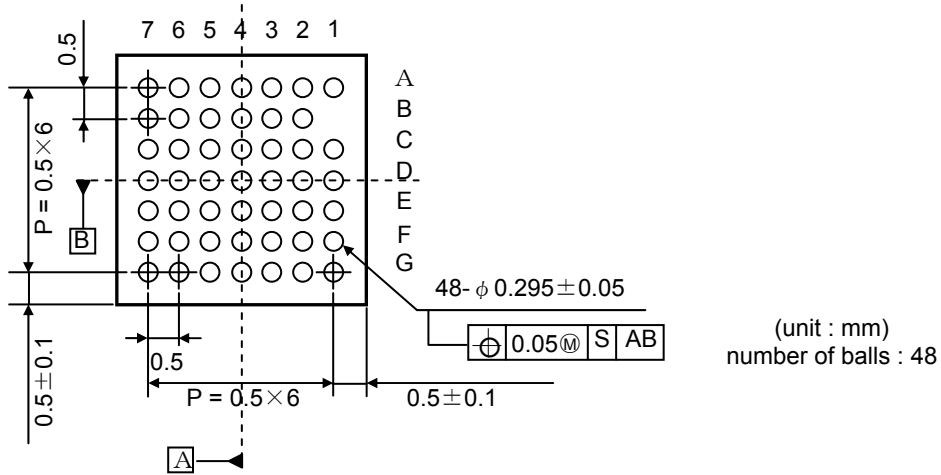 7 6 5 4 3 2 1
0.5
A
B
C
D
E
F
G
P = 0.5×6
B
48- ϕ 0.295±0.05
⌖ 0.05Ⓜ S AB
(unit : mm)
number of balls : 48
0.5±0.1
0.5
P = 0.5×6
0.5±0.1
A